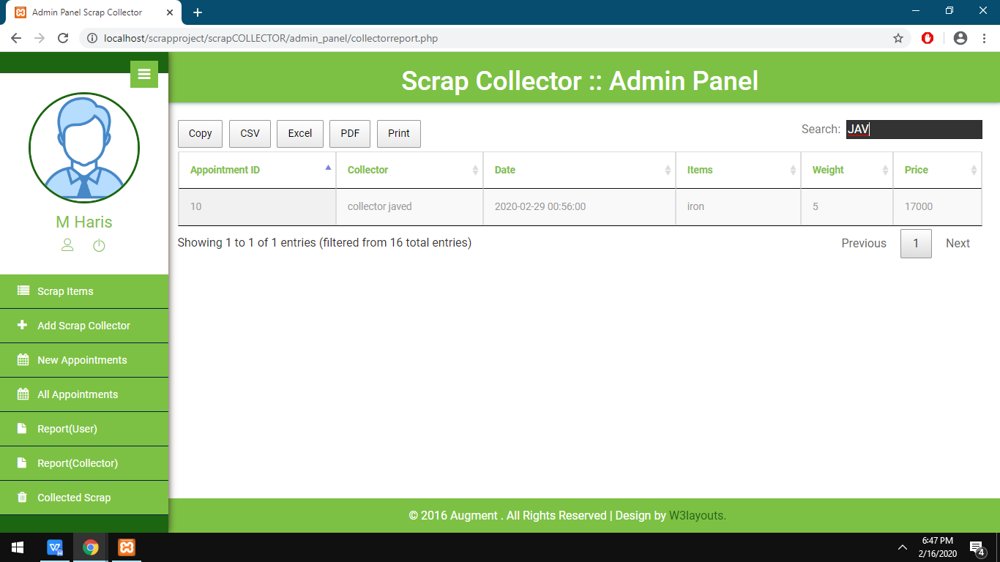 Admin Panel Scrap Collector
localhost/scrapproject/scrapCOLLECTOR/admin_panel/collectorreport.php
Scrap Collector :: Admin Panel
M Haris
Scrap Items
Add Scrap Collector
New Appointments
All Appointments
Report(User)
Report(Collector)
Collected Scrap
Copy CSV Excel PDF Print Search: JAV
Appointment ID Collector Date Items Weight Price
10 collector javed 2020-02-29 00:56:00 iron 5 17000
Showing 1 to 1 of 1 entries (filtered from 16 total entries) Previous 1 Next
© 2016 Augment . All Rights Reserved | Design by W3layouts.
6:47 PM
2/16/2020
4